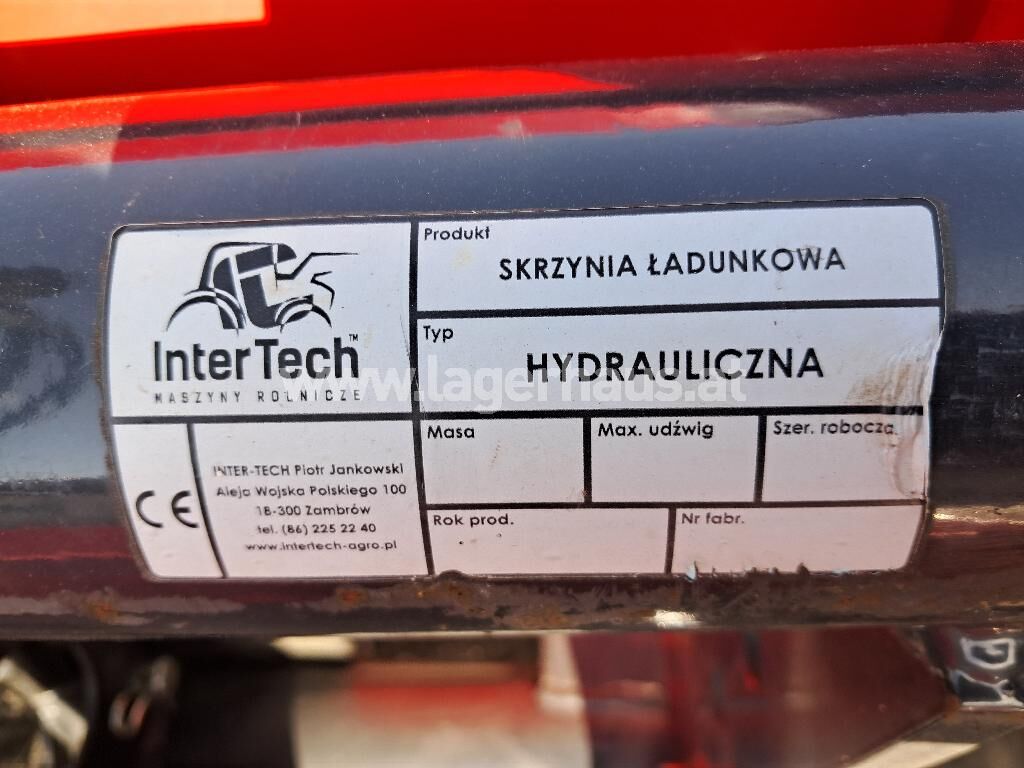 Produkt
SKRZYNIA ŁADUNKOWA
Typ
HYDRAULICZNA
InterTech™
MASZYNY ROLNICZE
www.lagerhaus.at
CE
INTER-TECH Piotr Jankowski
Aleja Wojska Polskiego 100
18-300 Zambrów
tel. (86) 225 22 40
www.intertech-agro.pl
Masa
Max. udźwig
Szer. robocza
Rok prod.
Nr fabr.
G